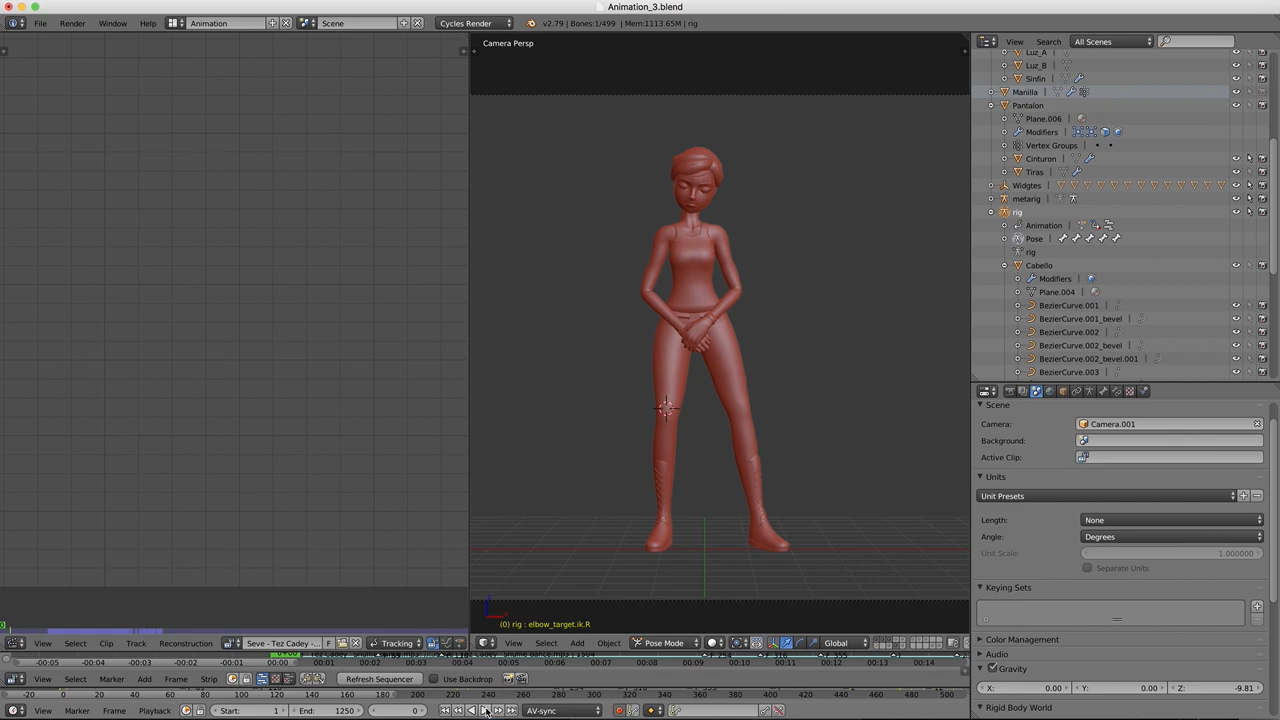 Animation_3.blend
File Render Window Help Animation Scene Cycles Render v2.79 | Bones:1/499 | Mem:1113.65M | rig
Camera Persp
View Search All Scenes
Luz_A
Luz_B
Sinfin
Manilla
Pantalon
Plane.006
Modifiers
Vertex Groups
Cinturon
Tiras
Widgtes
metarig
rig
Animation
Pose
rig
Cabello
Modifiers
Plane.004
BezierCurve.001
BezierCurve.001_bevel
BezierCurve.002
BezierCurve.002_bevel
BezierCurve.002_bevel.001
BezierCurve.003
Scene
Camera: Camera.001
Background:
Active Clip:
Units
Unit Presets
Length: None
Angle: Degrees
Unit Scale: 1.000000
Separate Units
Keying Sets
Color Management
Audio
Gravity
X: 0.00 Y: 0.00 Z: -9.81
Rigid Body World
(0) rig : elbow_target.ik.R
View Select Clip Track Reconstruction Seve - Tez Cadey -... F Tracking
View Select Add Object Pose Mode Global
-00:05 -00:04 -00:03 -00:02 -00:01 00:00 00:01 00:02 00:03 00:04 00:05 00:06 00:07 00:08 00:09 00:10 00:11 00:12 00:13 00:14
View Select Marker Add Frame Strip Refresh Sequencer Use Backdrop
-20 0 20 40 60 80 100 120 140 160 180 200 220 240 260 280 300 320 340 360 380 400 420 440 460 480 500
View Marker Frame Playback Start: 1 End: 1250 0 AV-sync